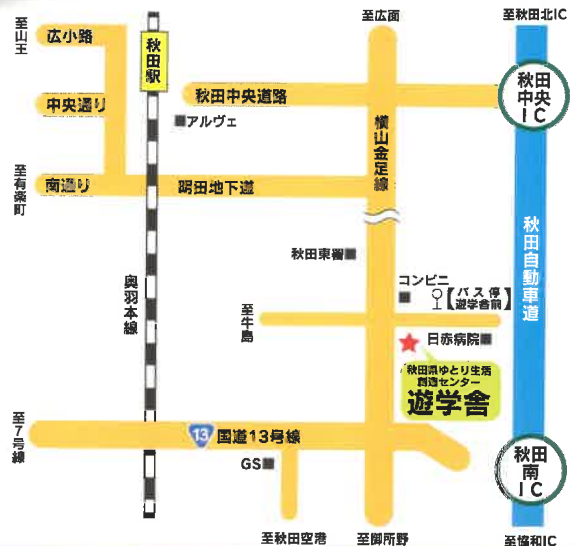 至山王
広小路
秋田駅
至広面
至秋田北IC
中央通り
秋田中央道路
秋田
中央
IC
アルヴェ
横山金足線
至有楽町
南通り
明田地下道
秋田自動車道
秋田東署
奥羽本線
コンビニ
【バス停
遊学舎前】
至牛島
日赤病院
秋田県ゆとり生活
創造センター
遊学舎
至7号線
13
国道13号線
GS
秋田
南
IC
至秋田空港
至御所野
至協和IC